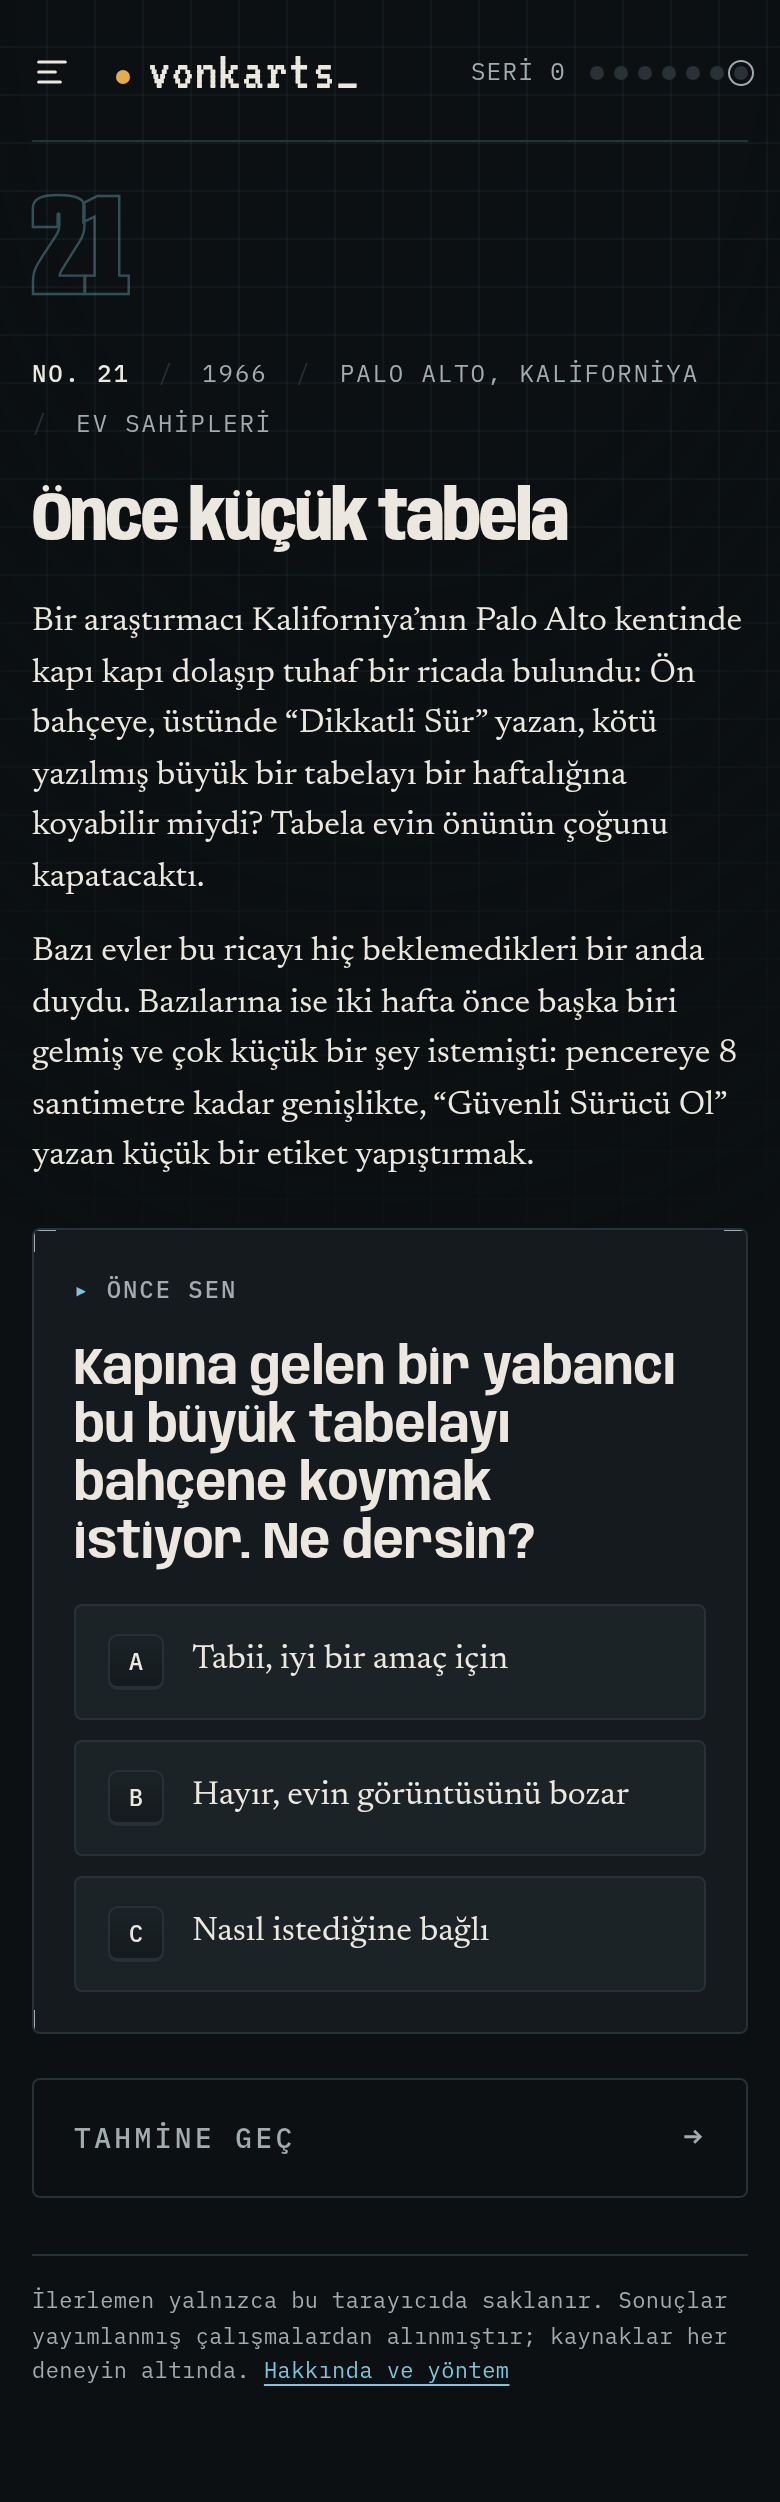 vonkarts_
SERİ 0
21
NO. 21 / 1966 / PALO ALTO, KALİFORNİYA
/ EV SAHİPLERİ
Önce küçük tabela
Bir araştırmacı Kaliforniya’nın Palo Alto kentinde
kapı kapı dolaşıp tuhaf bir ricada bulundu: Ön
bahçeye, üstünde “Dikkatli Sür” yazan, kötü
yazılmış büyük bir tabelayı bir haftalığına
koyabilir miydi? Tabela evin önünün çoğunu
kapatacaktı.
Bazı evler bu ricayı hiç beklemedikleri bir anda
duydu. Bazılarına ise iki hafta önce başka biri
gelmiş ve çok küçük bir şey istemişti: pencereye 8
santimetre kadar genişlikte, “Güvenli Sürücü Ol”
yazan küçük bir etiket yapıştırmak.
▸ ÖNCE SEN
Kapına gelen bir yabancı
bu büyük tabelayı
bahçene koymak
istiyor. Ne dersin?
A Tabii, iyi bir amaç için
B Hayır, evin görüntüsünü bozar
C Nasıl istediğine bağlı
TAHMİNE GEÇ →
İlerlemen yalnızca bu tarayıcıda saklanır. Sonuçlar
yayımlanmış çalışmalardan alınmıştır; kaynaklar her
deneyin altında. Hakkında ve yöntem